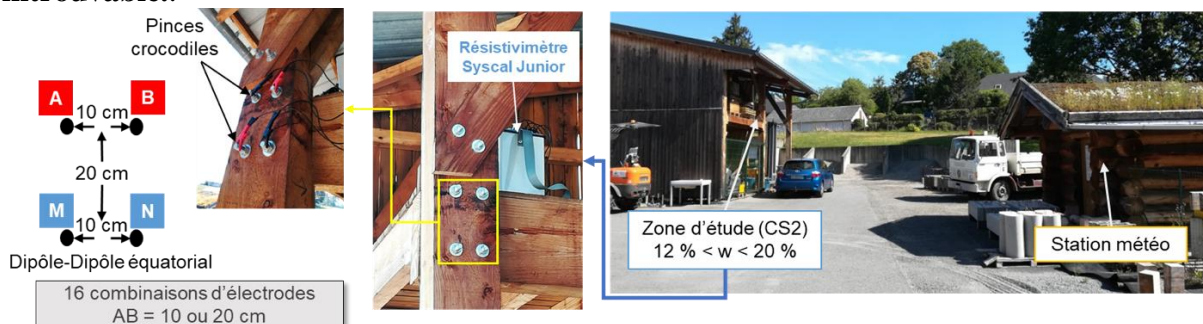 Pinces
crocodiles
A
B
10 cm
20 cm
M
N
10 cm
Dipôle-Dipôle équatorial
16 combinaisons d'électrodes
AB = 10 ou 20 cm
Résistivimètre
Syscal Junior
Zone d'étude (CS2)
12 % < w < 20 %
Station météo